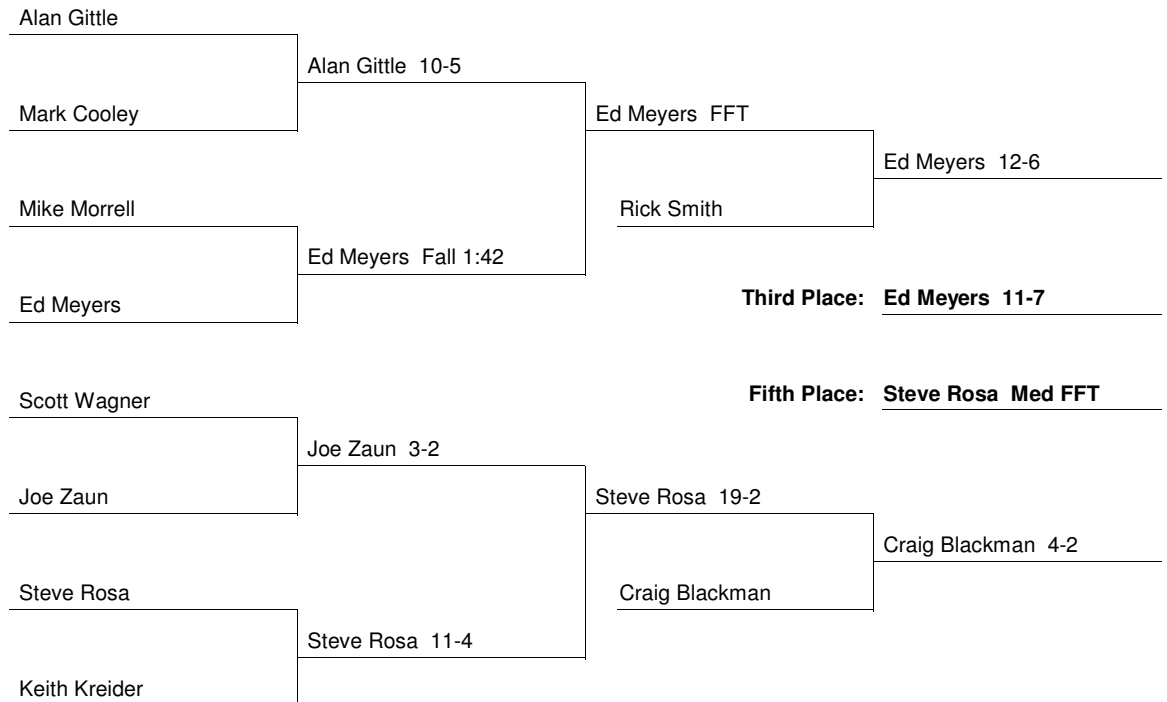 Alan Gittle
Alan Gittle 10-5
Mark Cooley
Ed Meyers FFT
Ed Meyers 12-6
Mike Morrell
Rick Smith
Ed Meyers Fall 1:42
Ed Meyers
Third Place: Ed Meyers 11-7
Scott Wagner
Fifth Place: Steve Rosa Med FFT
Joe Zaun 3-2
Joe Zaun
Steve Rosa 19-2
Craig Blackman 4-2
Steve Rosa
Craig Blackman
Steve Rosa 11-4
Keith Kreider